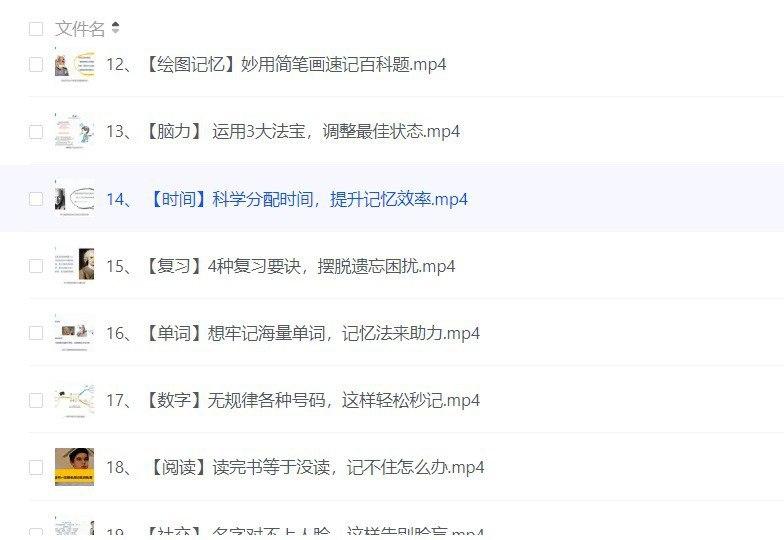 文件名
12、【绘图记忆】妙用简笔画速记百科题.mp4
13、【脑力】 运用3大法宝，调整最佳状态.mp4
14、 【时间】科学分配时间，提升记忆效率.mp4
15、【复习】4种复习要诀，摆脱遗忘困扰.mp4
16、【单词】想牢记海量单词，记忆法来助力.mp4
17、【数字】无规律各种号码，这样轻松秒记.mp4
18、 【阅读】读完书等于没读，记不住怎么办.mp4
19、【社交】 名字对不上人脸，这样告别脸盲.mp4